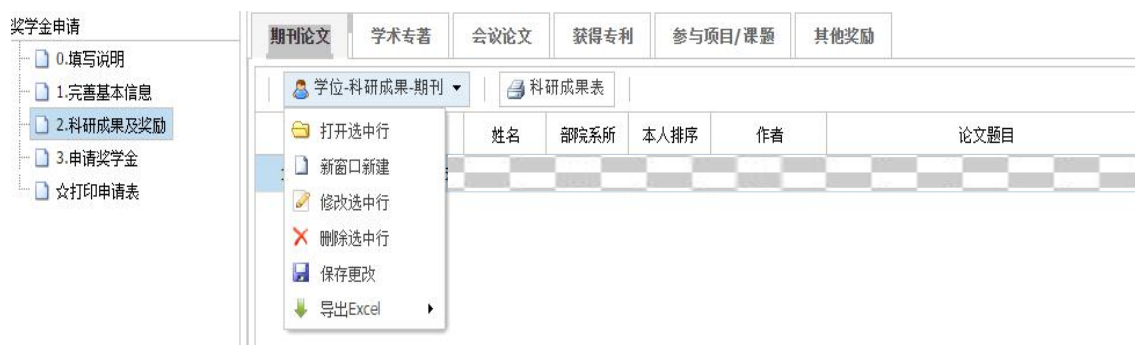 奖学金申请
0.填写说明
1.完善基本信息
2.科研成果及奖励
3.申请奖学金
☆打印申请表
期刊论文 学术专著 会议论文 获得专利 参与项目/课题 其他奖励
学位-科研成果-期刊 科研成果表
姓名 部院系所 本人排序 作者 论文题目
打开选中行
新窗口新建
修改选中行
删除选中行
保存更改
导出Excel